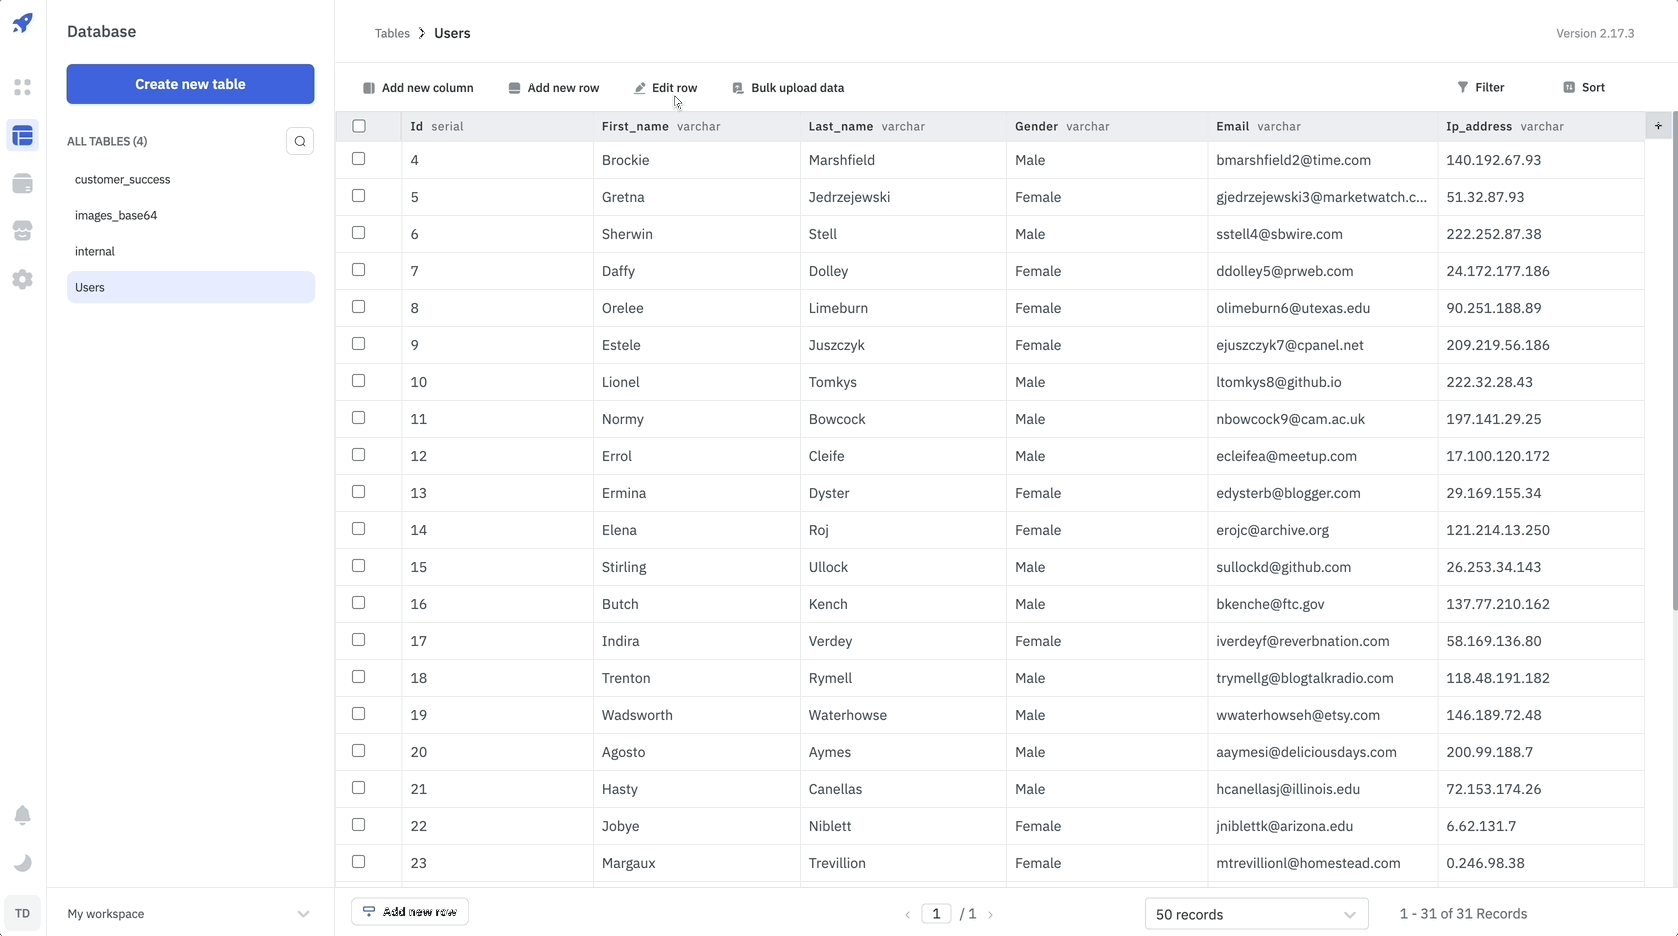 Database
Create new table
ALL TABLES (4)
customer_success
images_base64
internal
Users
TD
My workspace
Tables > Users
Version 2.17.3
Add new column Add new row Edit row Bulk upload data Filter Sort
Id serial First_name varchar Last_name varchar Gender varchar Email varchar Ip_address varchar +
4 Brockie Marshfield Male bmarshfield2@time.com 140.192.67.93
5 Gretna Jedrzejewski Female gjedrzejewski3@marketwatch.c... 51.32.87.93
6 Sherwin Stell Male sstell4@sbwire.com 222.252.87.38
7 Daffy Dolley Female ddolley5@prweb.com 24.172.177.186
8 Orelee Limeburn Female olimeburn6@utexas.edu 90.251.188.89
9 Estele Juszczyk Female ejuszczyk7@cpanel.net 209.219.56.186
10 Lionel Tomkys Male ltomkys8@github.io 222.32.28.43
11 Normy Bowcock Male nbowcock9@cam.ac.uk 197.141.29.25
12 Errol Cleife Male ecleifea@meetup.com 17.100.120.172
13 Ermina Dyster Female edysterb@blogger.com 29.169.155.34
14 Elena Roj Female erojc@archive.org 121.214.13.250
15 Stirling Ullock Male sullockd@github.com 26.253.34.143
16 Butch Kench Male bkenche@ftc.gov 137.77.210.162
17 Indira Verdey Female iverdeyf@reverbnation.com 58.169.136.80
18 Trenton Rymell Male trymellg@blogtalkradio.com 118.48.191.182
19 Wadsworth Waterhowse Male wwaterhowseh@etsy.com 146.189.72.48
20 Agosto Aymes Male aaymesi@deliciousdays.com 200.99.188.7
21 Hasty Canellas Male hcanellasj@illinois.edu 72.153.174.26
22 Jobye Niblett Female jniblettk@arizona.edu 6.62.131.7
23 Margaux Trevillion Female mtrevillionl@homestead.com 0.246.98.38
Add new row < 1 / 1 > 50 records 1 - 31 of 31 Records